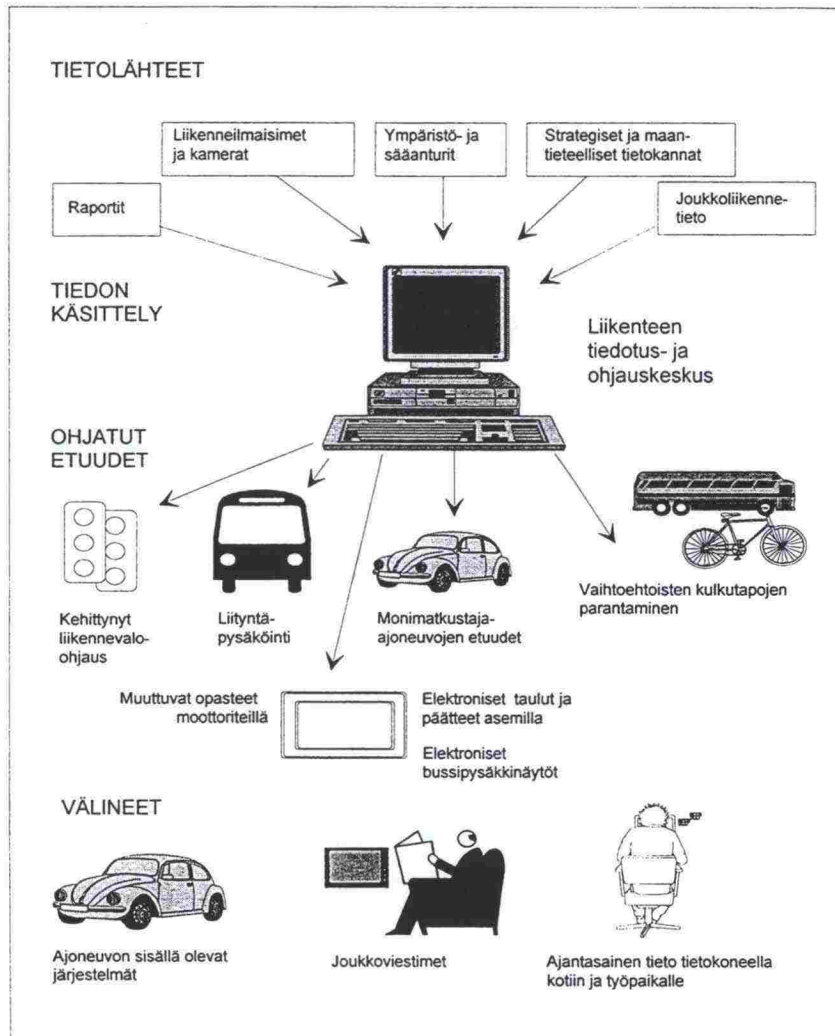 TIETOLÄHTEET
Liikenneilmaisimet
ja kamerat
Ympäristö- ja
sääanturit
Strategiset ja maan-
tieteelliset tietokannat
Raportit
Joukkoliikenne-
tieto
TIEDON
KÄSITTELY
Liikenteen
tiedotus- ja
ohjauskeskus
OHJATUT
ETUUDET
Kehittynyt
liikennevalo-
ohjaus
Liityntä-
pysäköinti
Monimatkustaja-
ajoneuvojen etuudet
Vaihtoehtoisten kulkutapojen
parantaminen
Muuttuvat opasteet
moottoriteillä
Elektroniset taulut ja
päätteet asemilla
Elektroniset
bussipysäkkinäytöt
VÄLINEET
Ajoneuvon sisällä olevat
järjestelmät
Joukkoviestimet
Ajantasainen tieto tietokoneella
kotiin ja työpaikalle